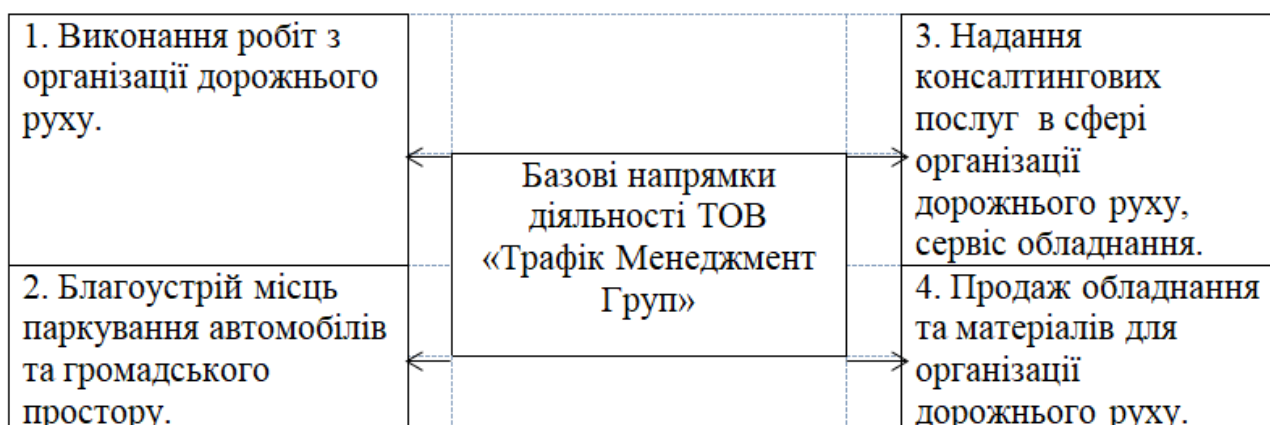 1. Виконання робіт з
організації дорожнього
руху.
2. Благоустрій місць
паркування автомобілів
та громадського
простору.
Базові напрямки
діяльності ТОВ
«Трафік Менеджмент
Груп»
3. Надання
консалтингових
послуг в сфері
організації
дорожнього руху,
сервіс обладнання.
4. Продаж обладнання
та матеріалів для
організації
дорожнього руху.